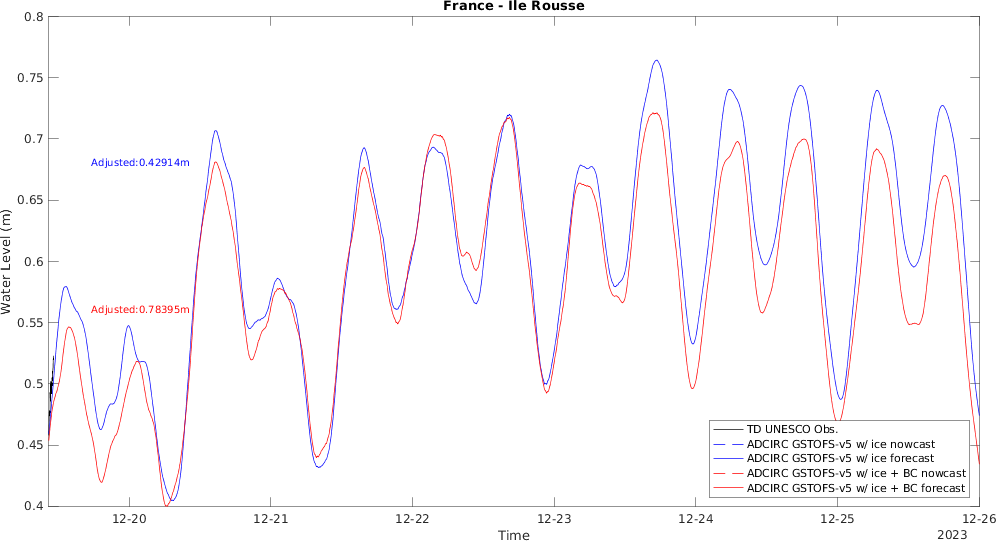 France - Ile Rousse
0.8
0.75
0.7
0.65
0.6
0.55
0.5
0.45
0.4
Water Level (m)
Adjusted:0.42914m
Adjusted:0.78395m
TD UNESCO Obs.
ADCIRC GSTOFS-v5 w/ ice nowcast
ADCIRC GSTOFS-v5 w/ ice forecast
ADCIRC GSTOFS-v5 w/ ice + BC nowcast
ADCIRC GSTOFS-v5 w/ ice + BC forecast
12-20 12-21 12-22 12-23 12-24 12-25 12-26
Time
2023